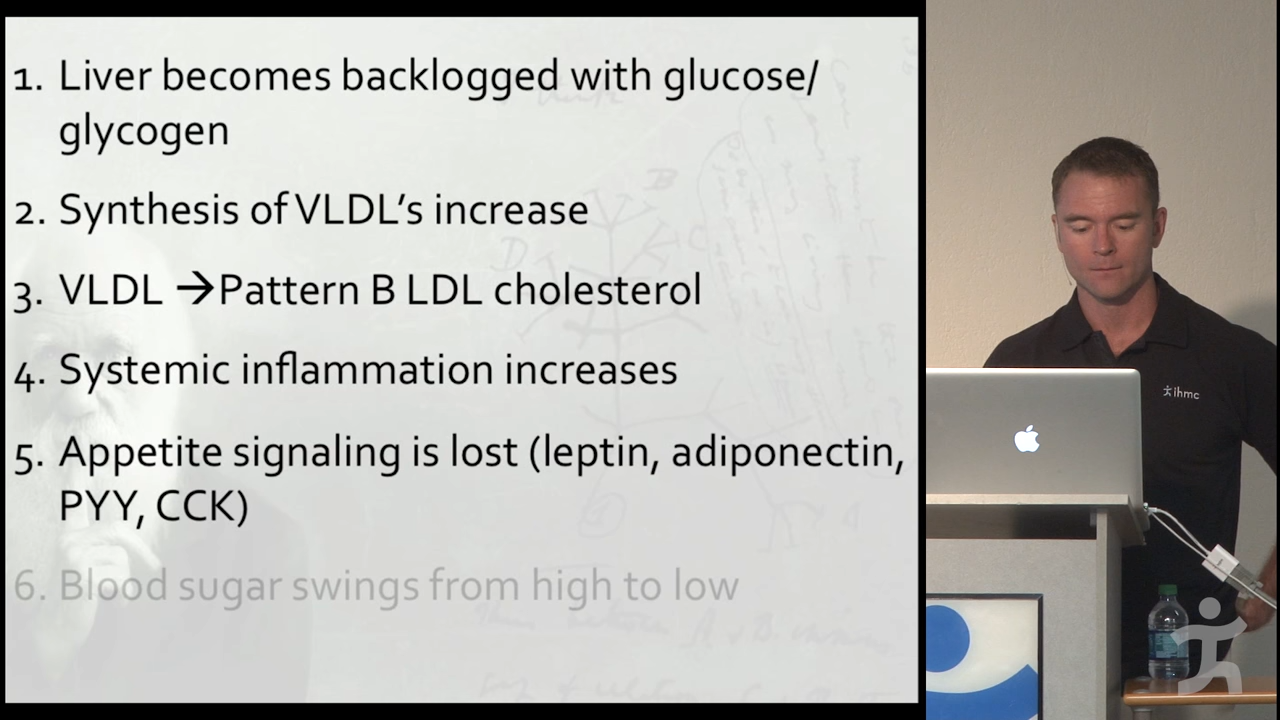 1. Liver becomes backlogged with glucose/
glycogen
2. Synthesis of VLDL's increase
3. VLDL →Pattern B LDL cholesterol
4. Systemic inflammation increases
5. Appetite signaling is lost (leptin, adiponectin,
PYY, CCK)
6. Blood sugar swings from high to low
ihmc